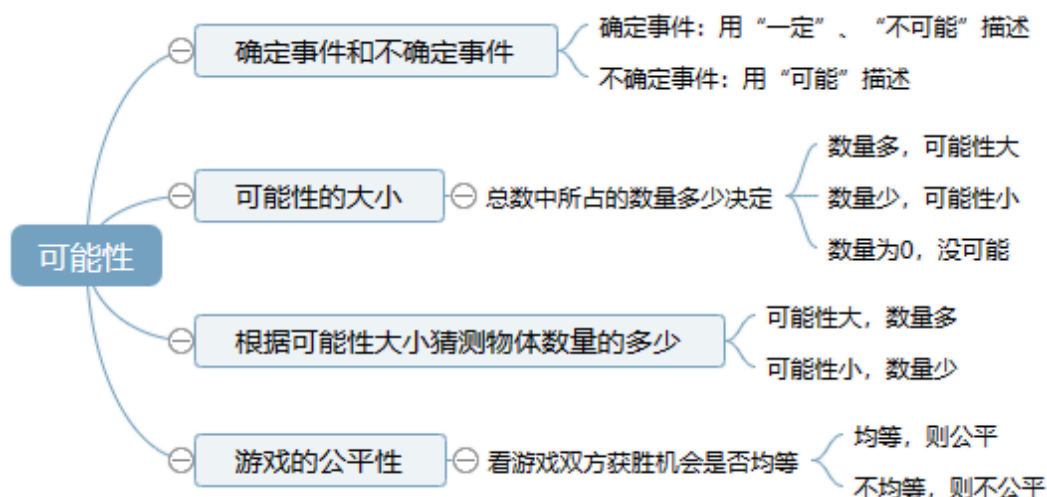 确定事件和不确定事件
确定事件：用“一定”、“不可能”描述
不确定事件：用“可能”描述
可能性的大小
总数中所占的数量多少决定
数量多，可能性大
数量少，可能性小
数量为0，没可能
可能性
根据可能性大小猜测物体数量的多少
可能性大，数量多
可能性小，数量少
游戏的公平性
看游戏双方获胜机会是否均等
均等，则公平
不均等，则不公平